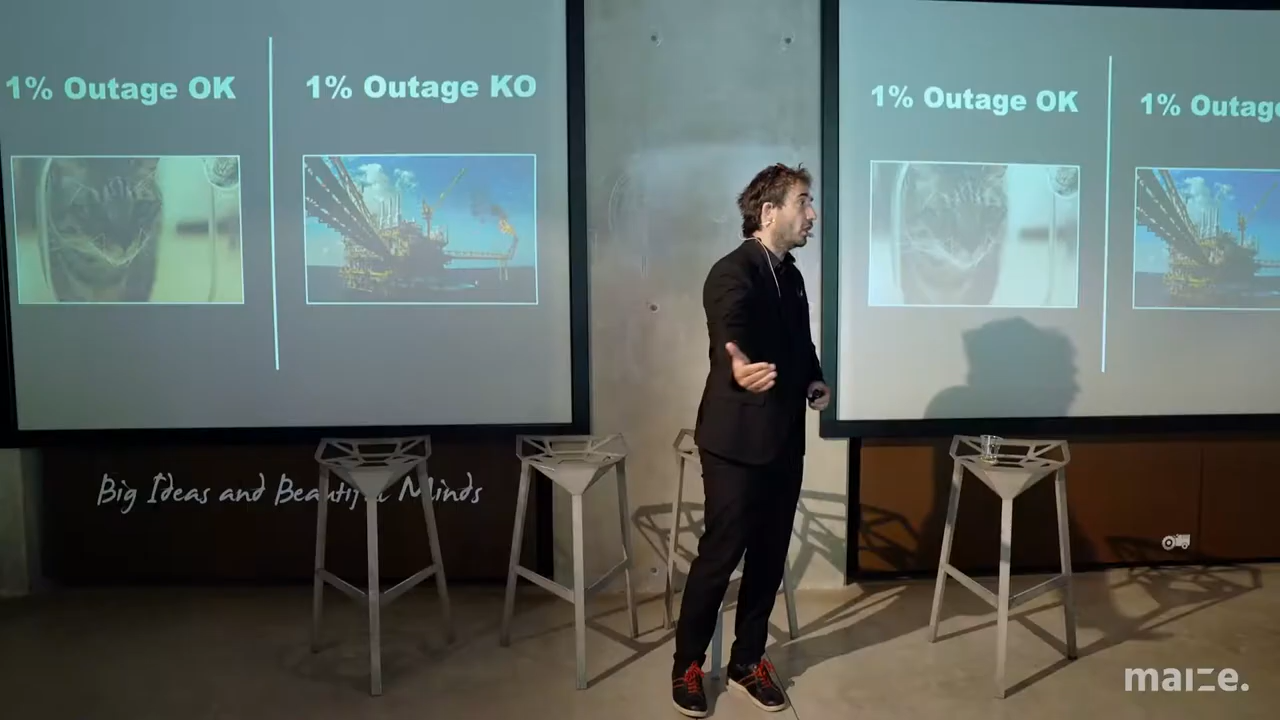 1% Outage OK
1% Outage KO
1% Outage OK
1% Outage
Big Ideas and Beautiful Minds
maize.